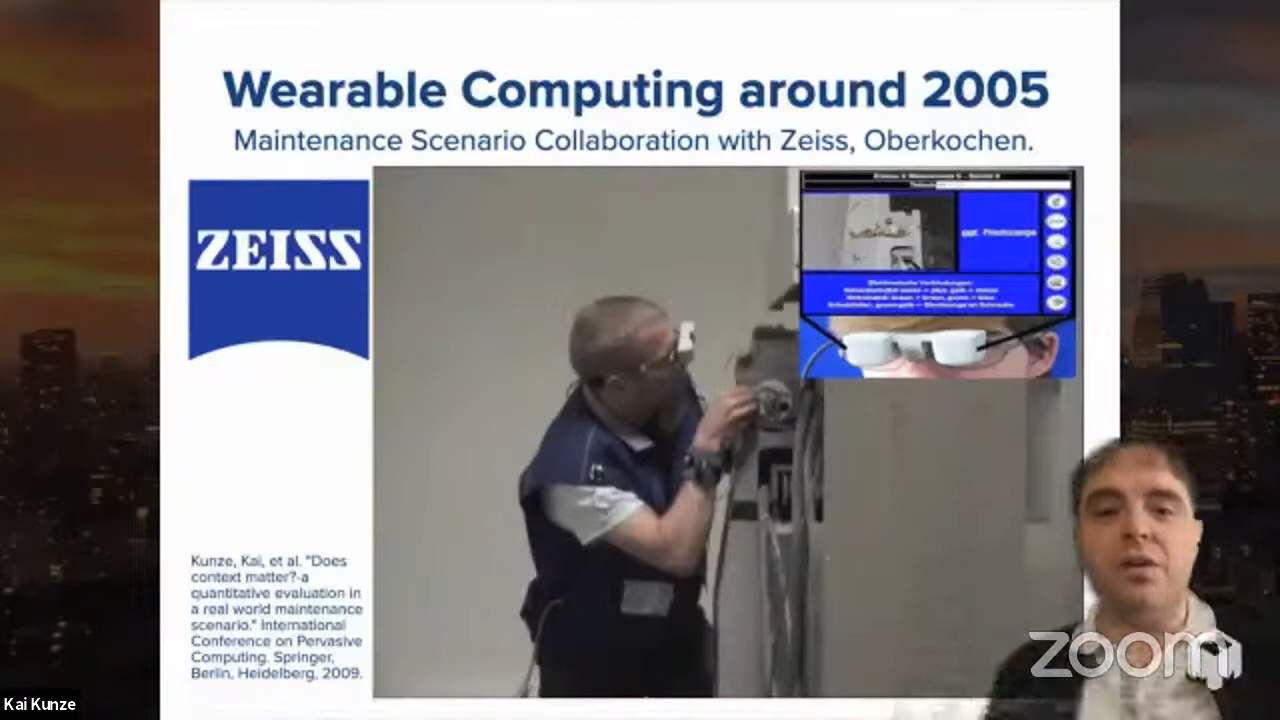 Wearable Computing around 2005
Maintenance Scenario Collaboration with Zeiss, Oberkochen.
ZEISS
Kunze, Kai, et al. "Does
context matter?-a
quantitative evaluation in
a real world maintenance
scenario." International
Conference on Pervasive
Computing. Springer,
Berlin, Heidelberg, 2009.
zoom
Kai Kunze